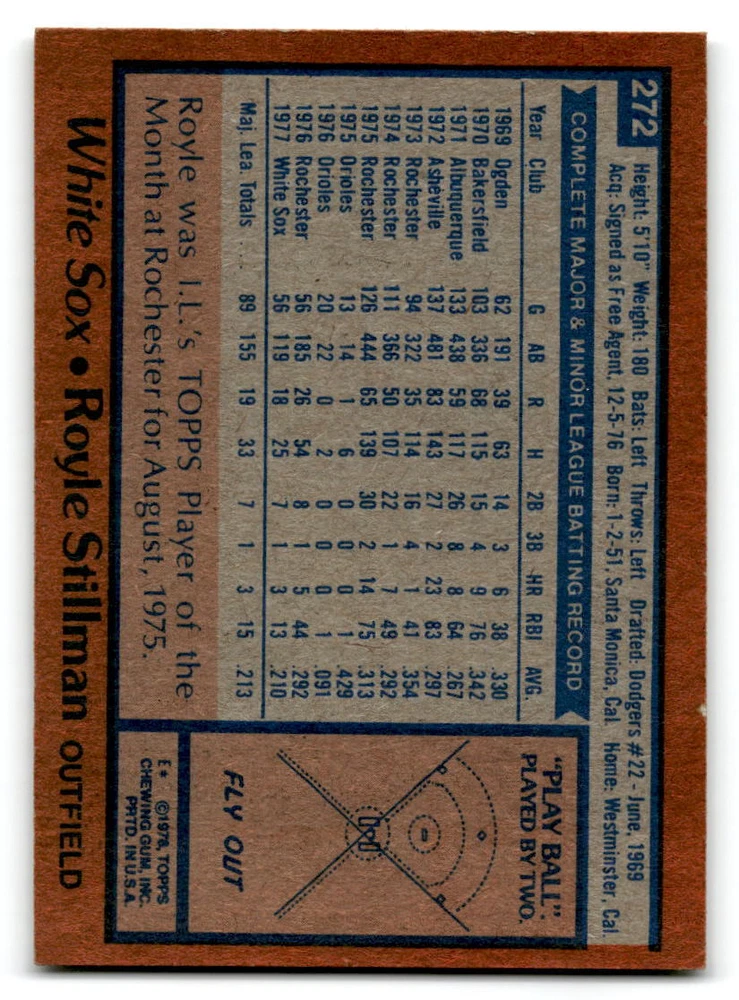 272
Height: 5'10" Weight: 180 Bats: Left Throws: Left Drafted: Dodgers #22 - June, 1969
Acq: Signed as Free Agent, 12-5-76 Born: 1-2-51, Santa Monica, Cal. Home: Westminster, Cal.
COMPLETE MAJOR & MINOR LEAGUE BATTING RECORD
Year Club G AB R H 2B 3B HR RBI AVG.
1969 Ogden 62 191 39 63 14 3 6 38 .330
1970 Bakersfield 103 336 68 115 15 4 9 76 .342
1971 Albuquerque 133 438 59 117 26 8 8 64 .267
1972 Asheville 137 481 83 143 27 2 23 83 .297
1973 Rochester 94 322 35 114 16 4 1 41 .354
1974 Rochester 111 366 50 107 22 1 7 49 .292
1975 Rochester 126 444 65 139 30 2 14 75 .313
1975 Orioles 13 14 1 6 0 0 0 1 .429
1976 Orioles 20 22 0 2 0 0 0 1 .091
1976 Rochester 56 185 26 54 8 1 5 44 .292
1977 White Sox 56 119 18 25 7 1 3 13 .210
Maj. Lea. Totals 89 155 19 33 7 1 3 15 .213
Royle was I.L.'s TOPPS Player of the
Month at Rochester for August, 1975.
"PLAY BALL"
PLAYED BY TWO.
FLY OUT
E* ©1978, TOPPS
CHEWING GUM, INC.
PRTD. IN U.S.A.
White Sox • Royle Stillman OUTFIELD